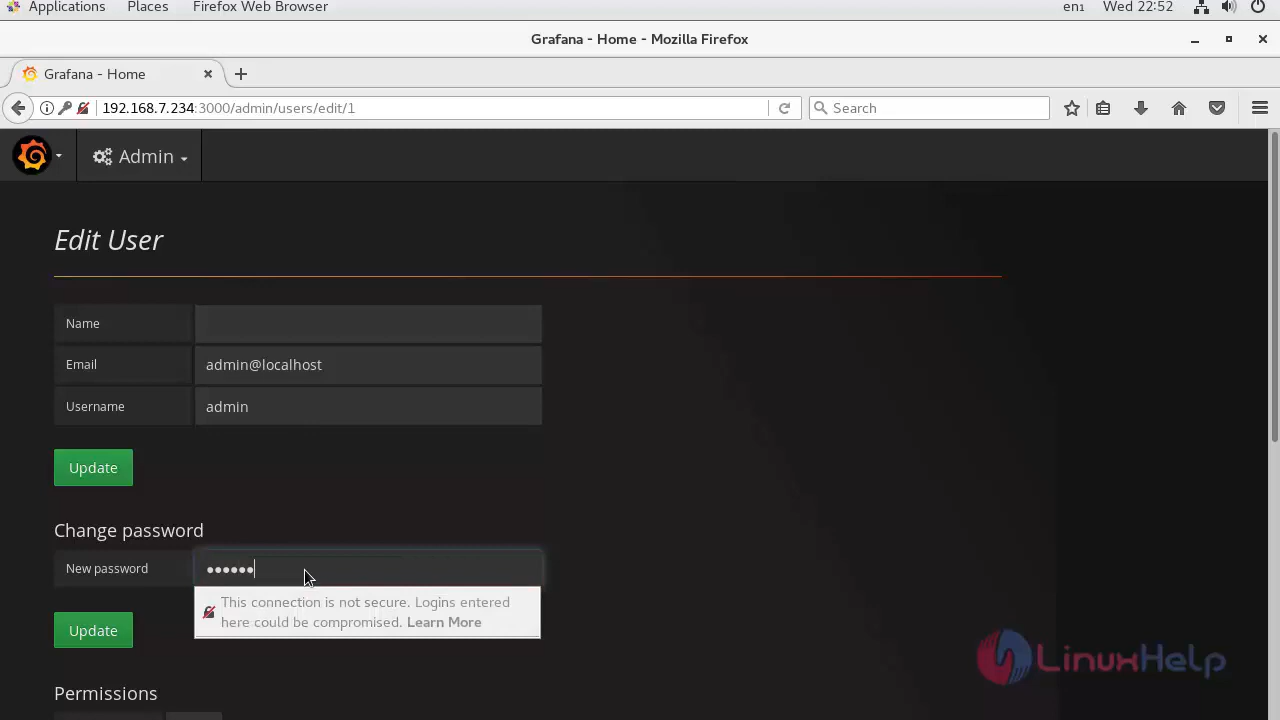 Applications Places Firefox Web Browser en1 Wed 22:52
Grafana - Home - Mozilla Firefox
Grafana - Home
192.168.7.234:3000/admin/users/edit/1 Search
Admin
Edit User
Name
Email admin@localhost
Username admin
Update
Change password
New password ••••••
This connection is not secure. Logins entered
here could be compromised. Learn More
Update
LinuxHelp
Permissions